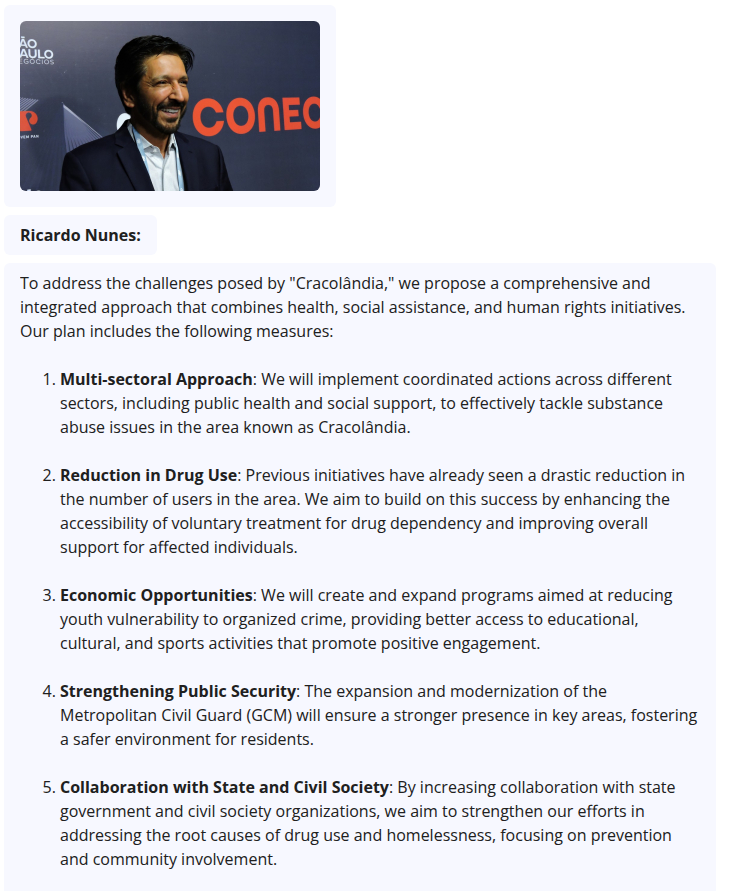 ÃO
AULO
NEGÓCIOS
CONEC
JOVEM PAN
Ricardo Nunes:
To address the challenges posed by "Cracolândia," we propose a comprehensive and
integrated approach that combines health, social assistance, and human rights initiatives.
Our plan includes the following measures:
1. Multi-sectoral Approach: We will implement coordinated actions across different
sectors, including public health and social support, to effectively tackle substance
abuse issues in the area known as Cracolândia.
2. Reduction in Drug Use: Previous initiatives have already seen a drastic reduction in
the number of users in the area. We aim to build on this success by enhancing the
accessibility of voluntary treatment for drug dependency and improving overall
support for affected individuals.
3. Economic Opportunities: We will create and expand programs aimed at reducing
youth vulnerability to organized crime, providing better access to educational,
cultural, and sports activities that promote positive engagement.
4. Strengthening Public Security: The expansion and modernization of the
Metropolitan Civil Guard (GCM) will ensure a stronger presence in key areas, fostering
a safer environment for residents.
5. Collaboration with State and Civil Society: By increasing collaboration with state
government and civil society organizations, we aim to strengthen our efforts in
addressing the root causes of drug use and homelessness, focusing on prevention
and community involvement.